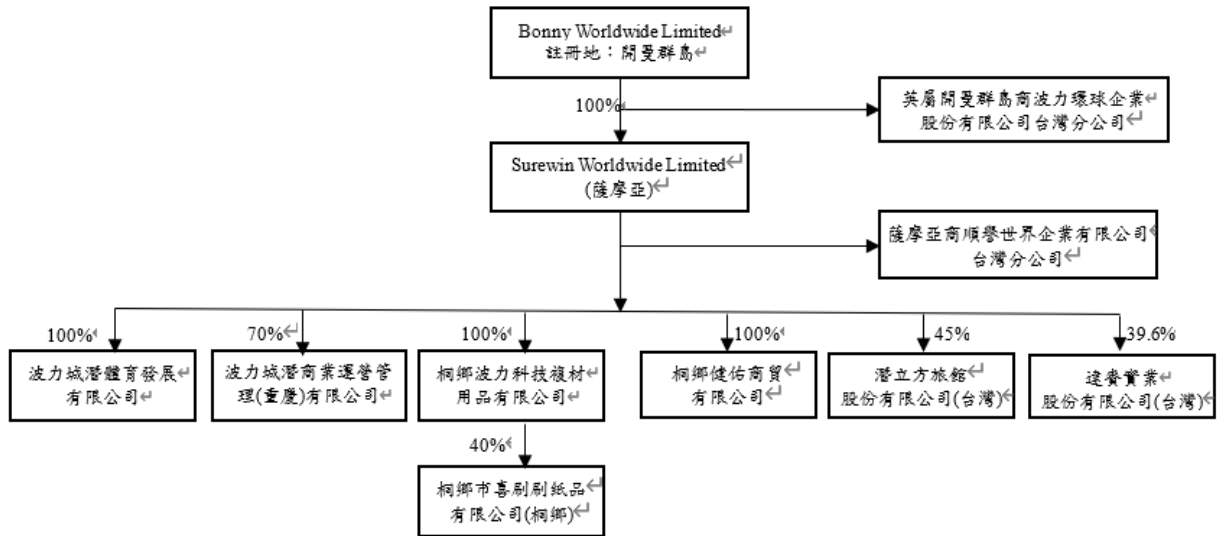 Bonny Worldwide Limited
註冊地：開曼群島
100%
英屬開曼群島商波力環球企業
股份有限公司台灣分公司
Surewin Worldwide Limited
(薩摩亞)
薩摩亞商順譽世界企業有限公司
台灣分公司
100%
70%
100%
100%
45%
39.6%
波力城潛體育發展
有限公司
波力城潛商業運營管
理(重慶)有限公司
桐鄉波力科技複材
用品有限公司
桐鄉健佑商貿
有限公司
潛立方旅館
股份有限公司(台灣)
實業
股份有限公司(台灣)
40%
桐鄉市喜刷刷紙品
有限公司(桐鄉)